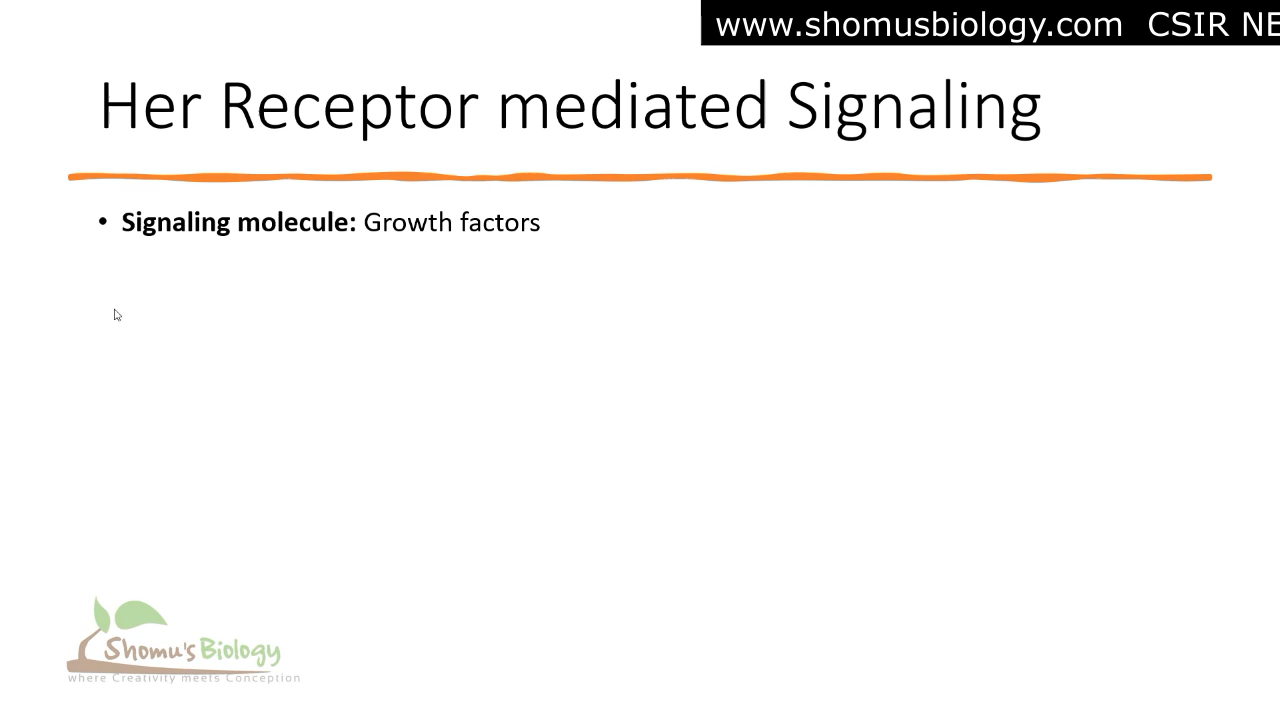 www.shomusbiology.com CSIR NE
Her Receptor mediated Signaling
• Signaling molecule: Growth factors
Shomu's Biology
where Creativity meets Conception